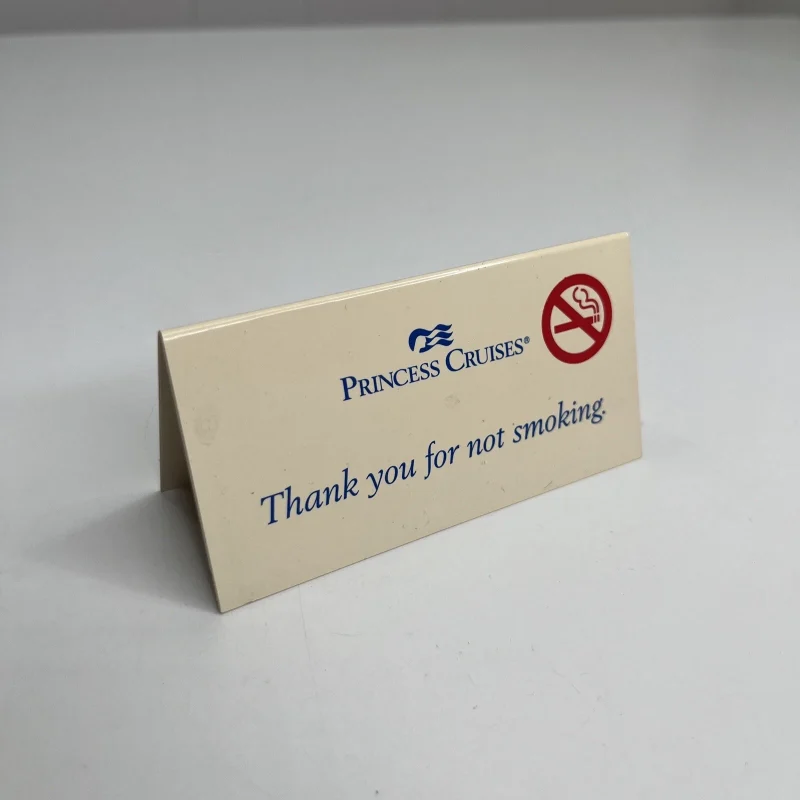 PRINCESS CRUISES®
Thank you for not smoking.